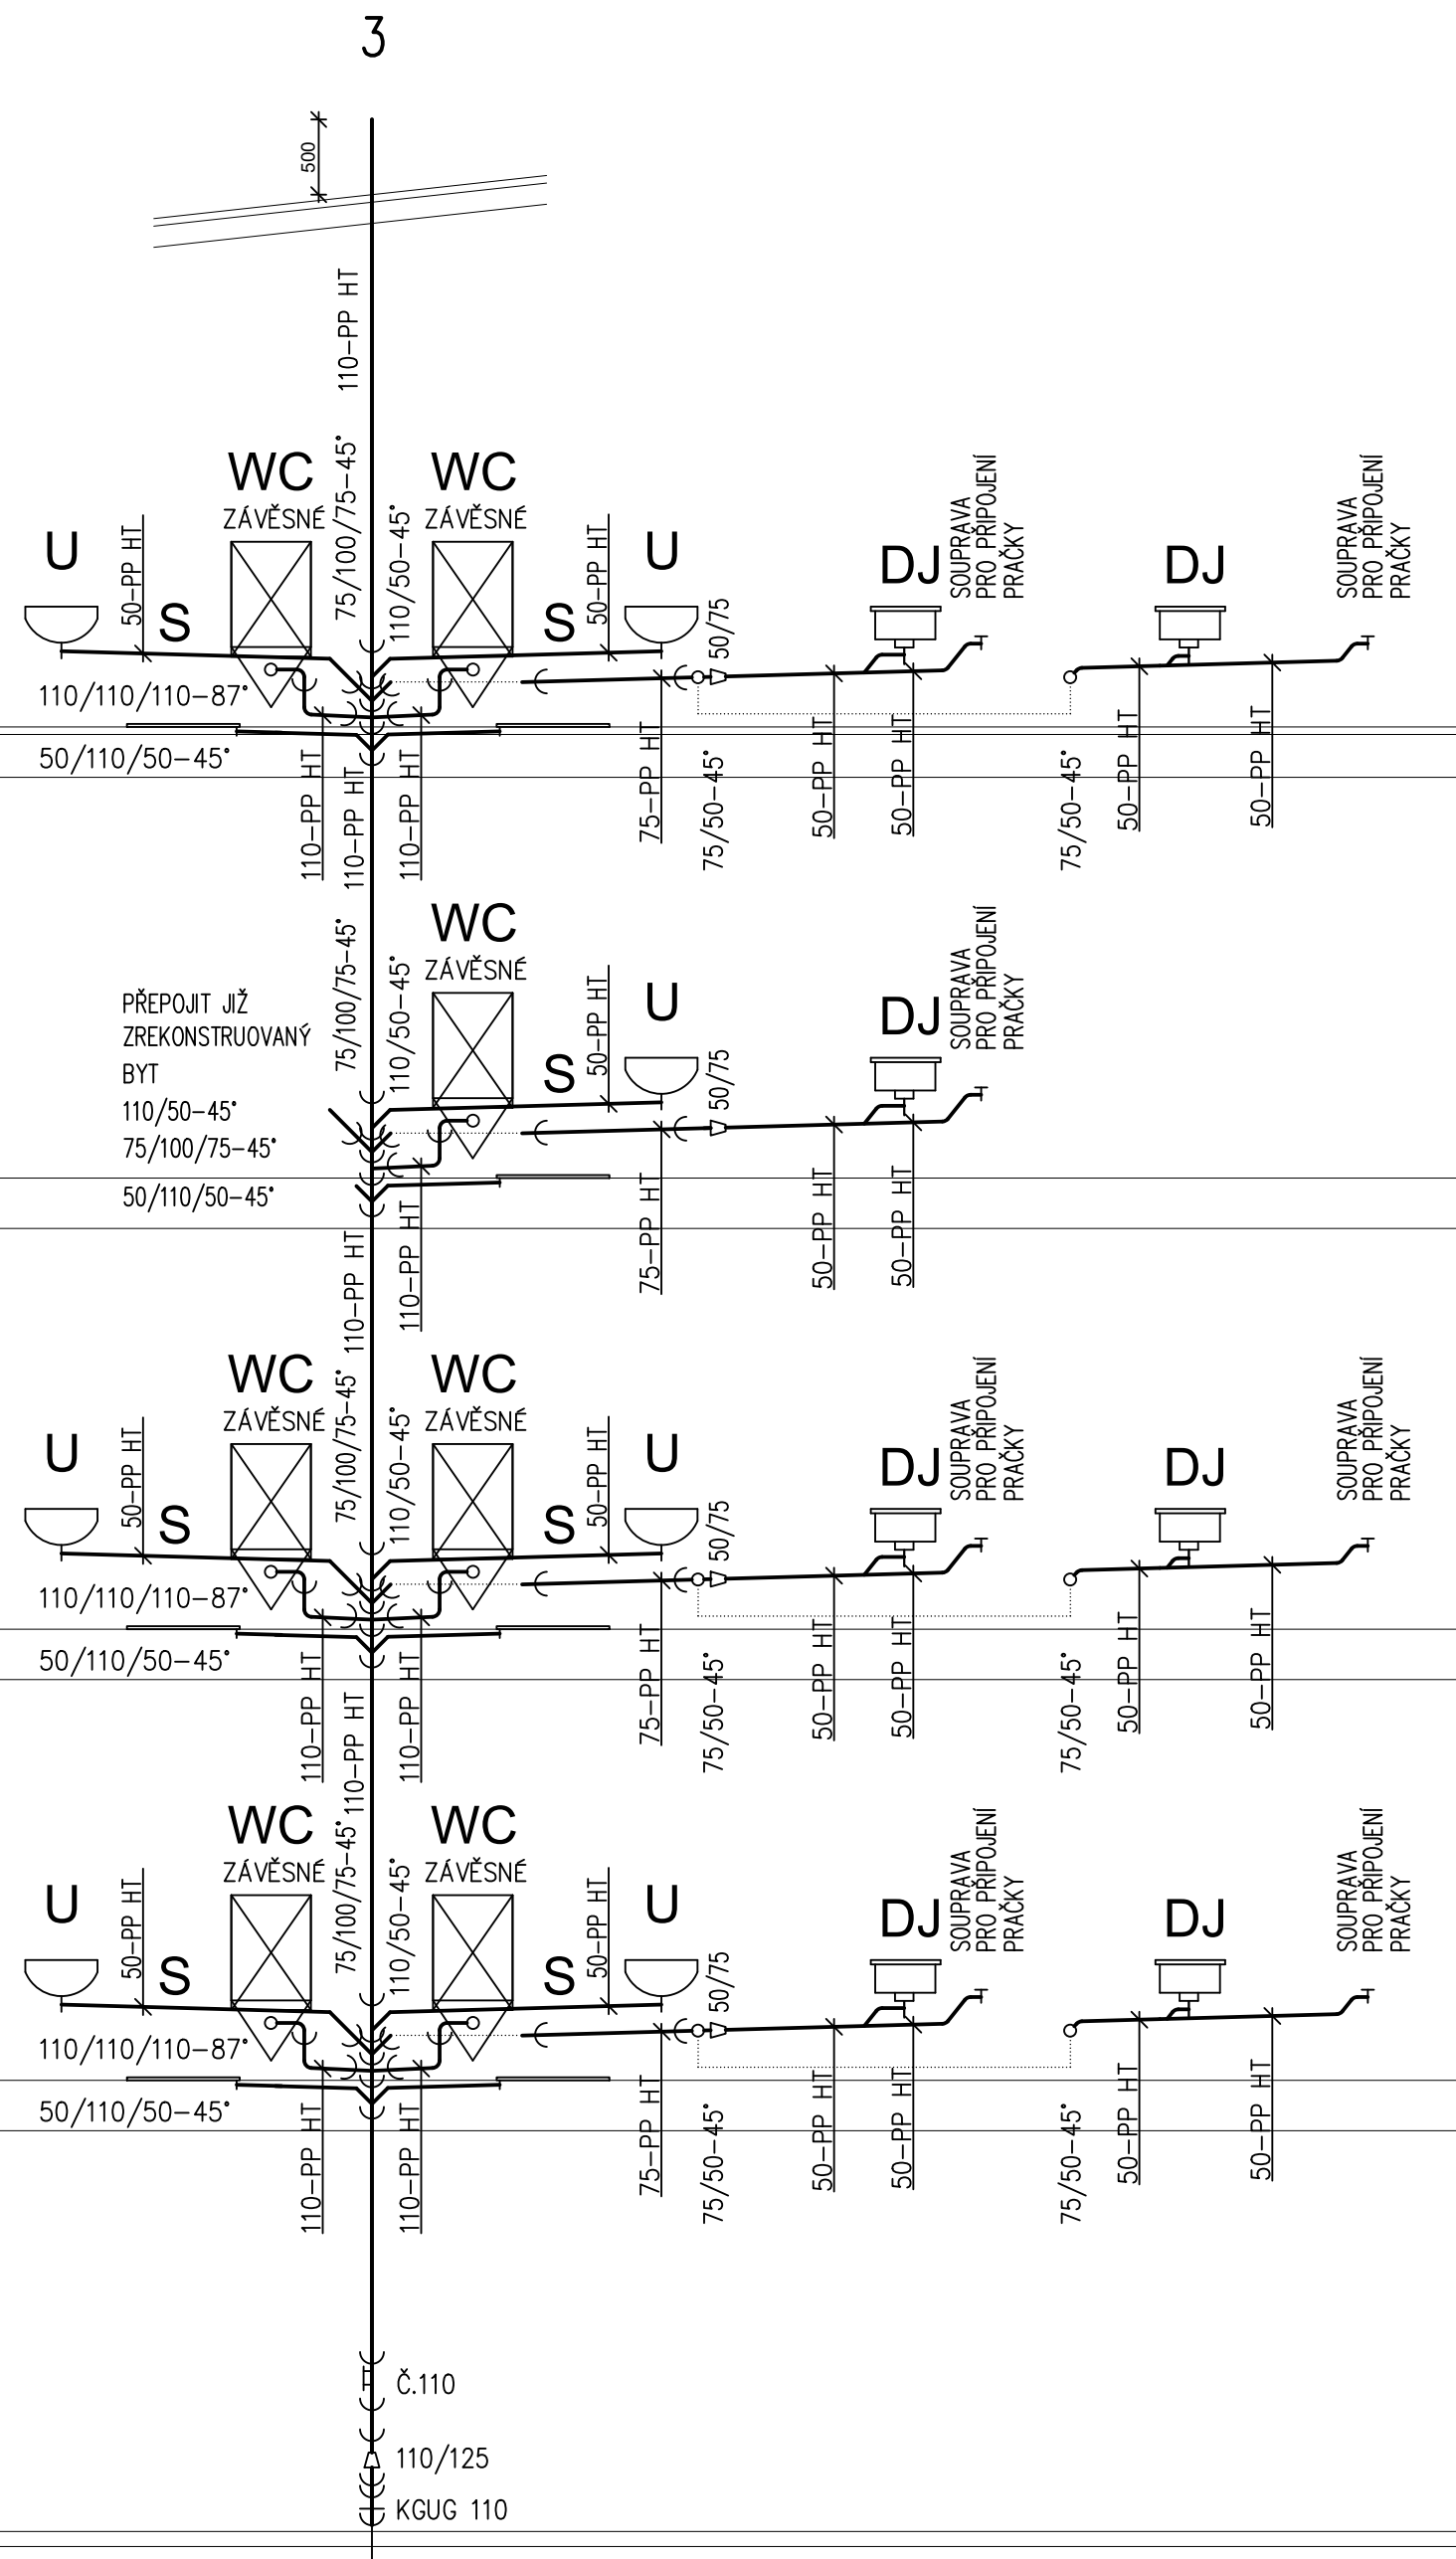 3
500
110-PP HT
WC
WC
ZÁVĚSNÉ
ZÁVĚSNÉ
75/100/75-45°
110/50-45°
U
50-PP HT
S
S
50-PP HT
U
50/75
DJ
SOUPRAVA
PRO PŘIPOJENÍ
PRAČKY
DJ
SOUPRAVA
PRO PŘIPOJENÍ
PRAČKY
110/110/110-87°
50/110/50-45°
110-PP HT
110-PP HT
110-PP HT
75-PP HT
75/50-45°
50-PP HT
50-PP HT
75/50-45°
50-PP HT
50-PP HT
WC
ZÁVĚSNÉ
75/100/75-45°
110/50-45°
PŘEPOJIT JIŽ
ZREKONSTRUOVANÝ
BYT
110/50-45°
75/100/75-45°
50/110/50-45°
S
50-PP HT
U
50/75
DJ
SOUPRAVA
PRO PŘIPOJENÍ
PRAČKY
110-PP HT
110-PP HT
75-PP HT
50-PP HT
50-PP HT
WC
WC
ZÁVĚSNÉ
ZÁVĚSNÉ
75/100/75-45°
110/50-45°
U
50-PP HT
S
S
50-PP HT
U
50/75
DJ
SOUPRAVA
PRO PŘIPOJENÍ
PRAČKY
DJ
SOUPRAVA
PRO PŘIPOJENÍ
PRAČKY
110/110/110-87°
50/110/50-45°
110-PP HT
110-PP HT
110-PP HT
75-PP HT
75/50-45°
50-PP HT
50-PP HT
75/50-45°
50-PP HT
50-PP HT
WC
WC
ZÁVĚSNÉ
ZÁVĚSNÉ
75/100/75-45°
110/50-45°
U
50-PP HT
S
S
50-PP HT
U
50/75
DJ
SOUPRAVA
PRO PŘIPOJENÍ
PRAČKY
DJ
SOUPRAVA
PRO PŘIPOJENÍ
PRAČKY
110/110/110-87°
50/110/50-45°
110-PP HT
110-PP HT
75-PP HT
75/50-45°
50-PP HT
50-PP HT
75/50-45°
50-PP HT
50-PP HT
Č.110
110/125
KGUG 110